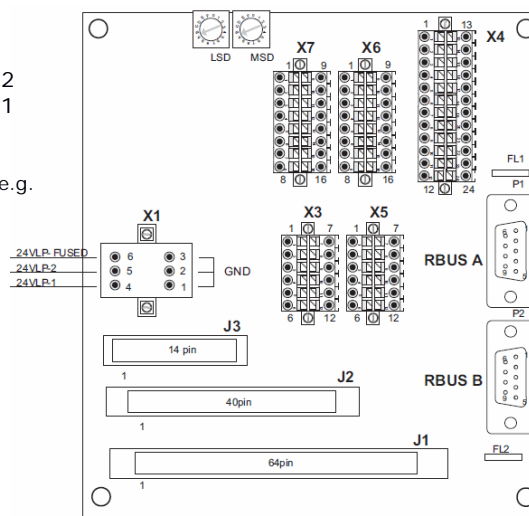 LSD MSD
2
1
e.g.
X7 X6
1 9 1 9
8 16 8 16
1 13 X4
12 24
FL1
P1
X1
24VLP- FUSED 6 3
24VLP-2 5 2 GND
24VLP-1 4 1
X3 X5
1 7 1 7
6 12 6 12
RBUS A
P2
RBUS B
J3
14 pin
1
J2
40pin
1
J1
64pin
1
FL2